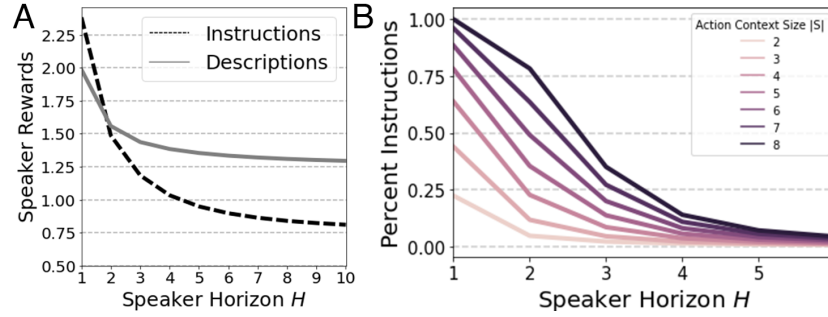 A
Speaker Rewards
2.25
2.00
1.75
1.50
1.25
1.00
0.75
0.50
Instructions
Descriptions
1 2 3 4 5 6 7 8 9 10
Speaker Horizon H
B
Percent Instructions
1.00
0.75
0.50
0.25
0.00
Action Context Size |S|
2
3
4
5
6
7
8
1 2 3 4 5
Speaker Horizon H